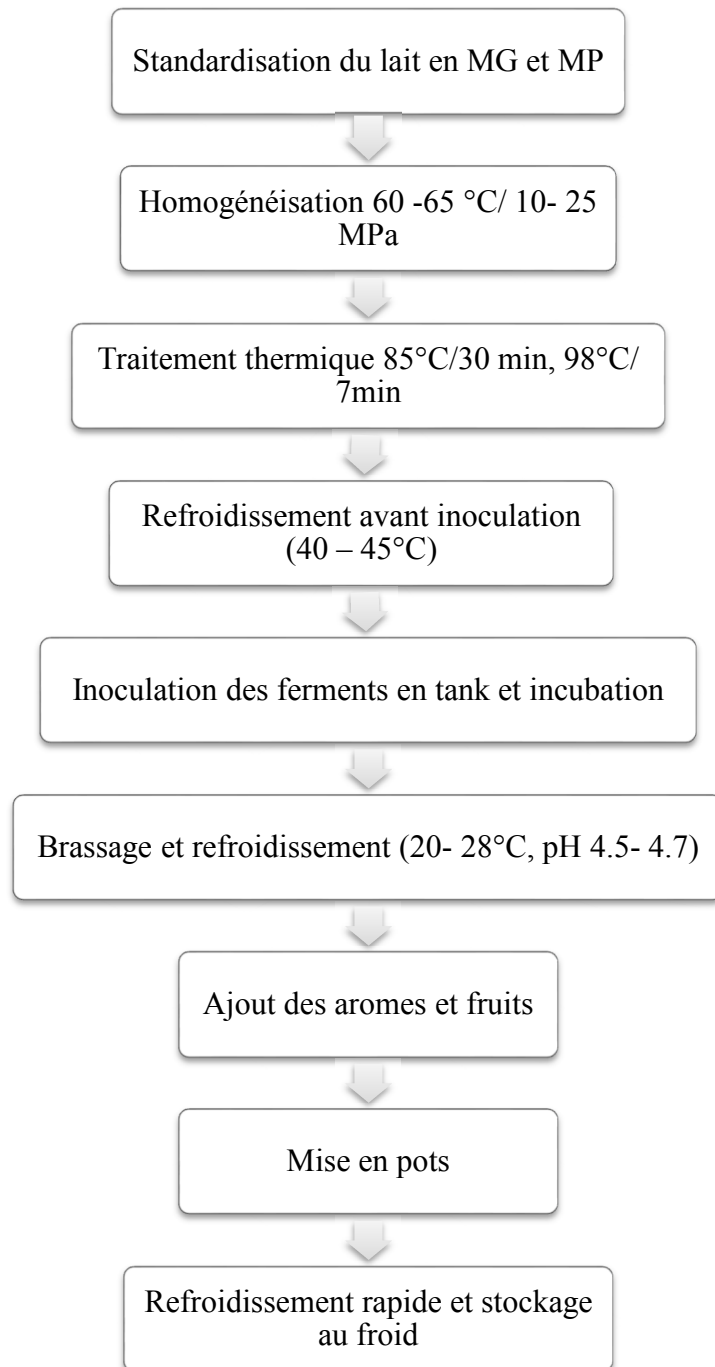 Standardisation du lait en MG et MP
Homogénéisation 60 -65 °C/ 10- 25
MPa
Traitement thermique 85°C/30 min, 98°C/
7min
Refroidissement avant inoculation
(40 – 45°C)
Inoculation des ferments en tank et incubation
Brassage et refroidissement (20- 28°C, pH 4.5- 4.7)
Ajout des aromes et fruits
Mise en pots
Refroidissement rapide et stockage
au froid